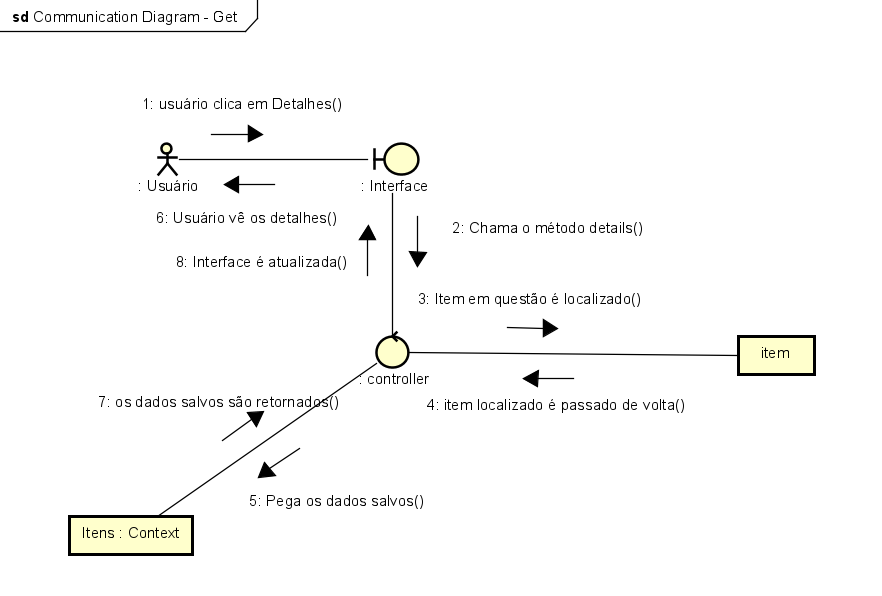 sd Communication Diagram - Get
1: usuário clica em Detalhes()
: Usuário
: Interface
6: Usuário vê os detalhes()
2: Chama o método details()
8: Interface é atualizada()
3: Item em questão é localizado()
item
: controller
7: os dados salvos são retornados()
4: item localizado é passado de volta()
5: Pega os dados salvos()
Itens : Context